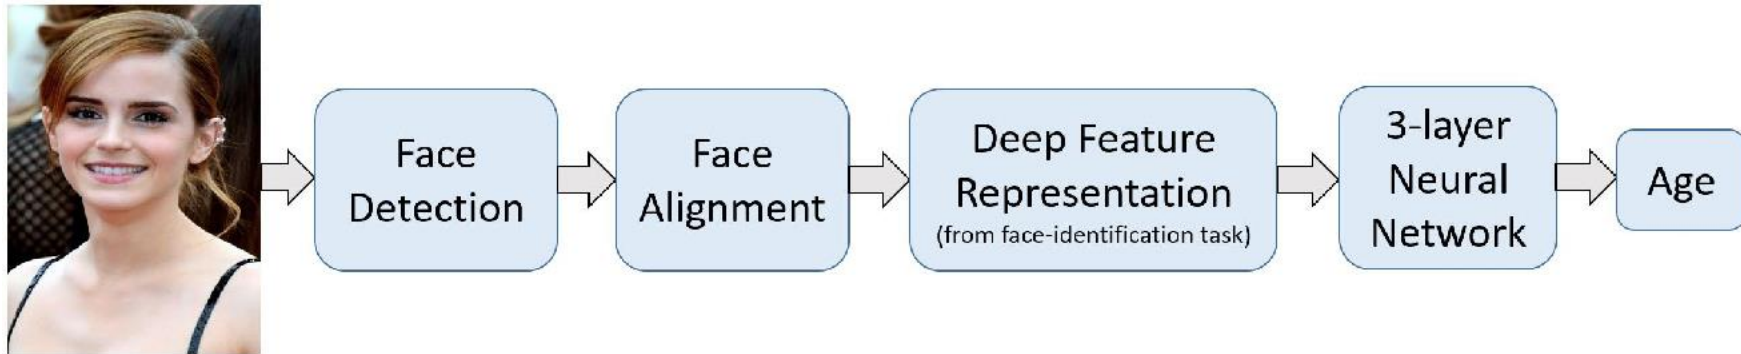 Face
Detection
Face
Alignment
Deep Feature
Representation
(from face-identification task)
3-layer
Neural
Network
Age